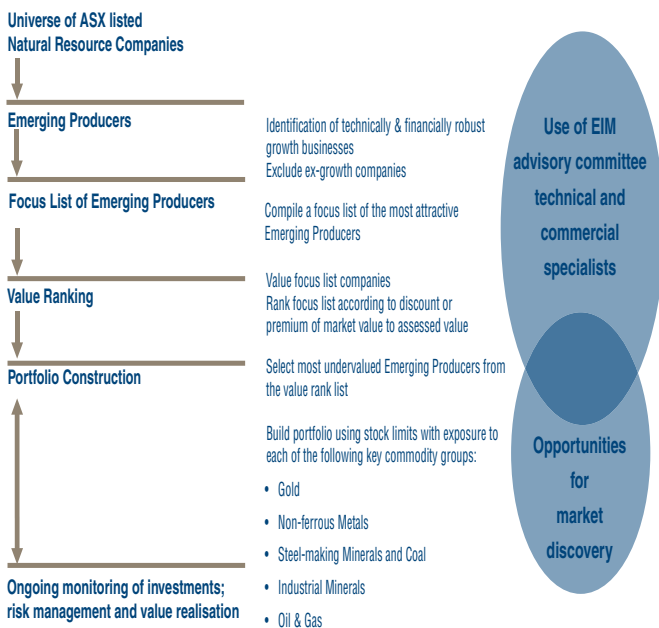 Universe of ASX listed
Natural Resource Companies
Emerging Producers
Identification of technically & financially robust
growth businesses
Exclude ex-growth companies
Focus List of Emerging Producers
Compile a focus list of the most attractive
Emerging Producers
Value Ranking
Value focus list companies
Rank focus list according to discount or
premium of market value to assessed value
Portfolio Construction
Select most undervalued Emerging Producers from
the value rank list
Build portfolio using stock limits with exposure to
each of the following key commodity groups:
• Gold
• Non-ferrous Metals
• Steel-making Minerals and Coal
• Industrial Minerals
• Oil & Gas
Ongoing monitoring of investments;
risk management and value realisation
Use of EIM
advisory committee
technical and
commercial
specialists
Opportunities
for
market
discovery